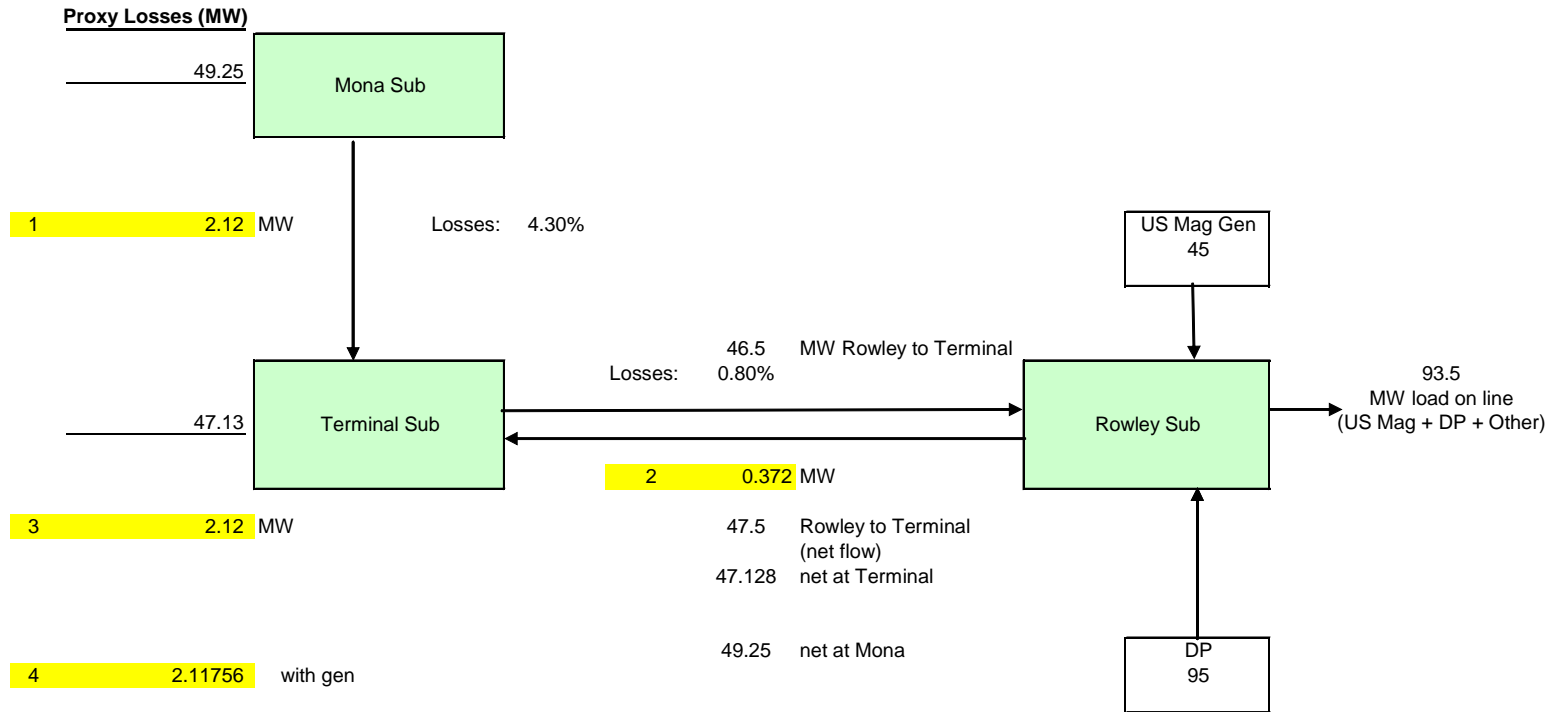 Proxy Losses (MW)
49.25
Mona Sub
1 2.12 MW
Losses: 4.30%
US Mag Gen
45
46.5 MW Rowley to Terminal
Losses: 0.80%
47.13
Terminal Sub
Rowley Sub
93.5
MW load on line
(US Mag + DP + Other)
2 0.372 MW
3 2.12 MW
47.5 Rowley to Terminal
(net flow)
47.128 net at Terminal
49.25 net at Mona
DP
95
4 2.11756 with gen